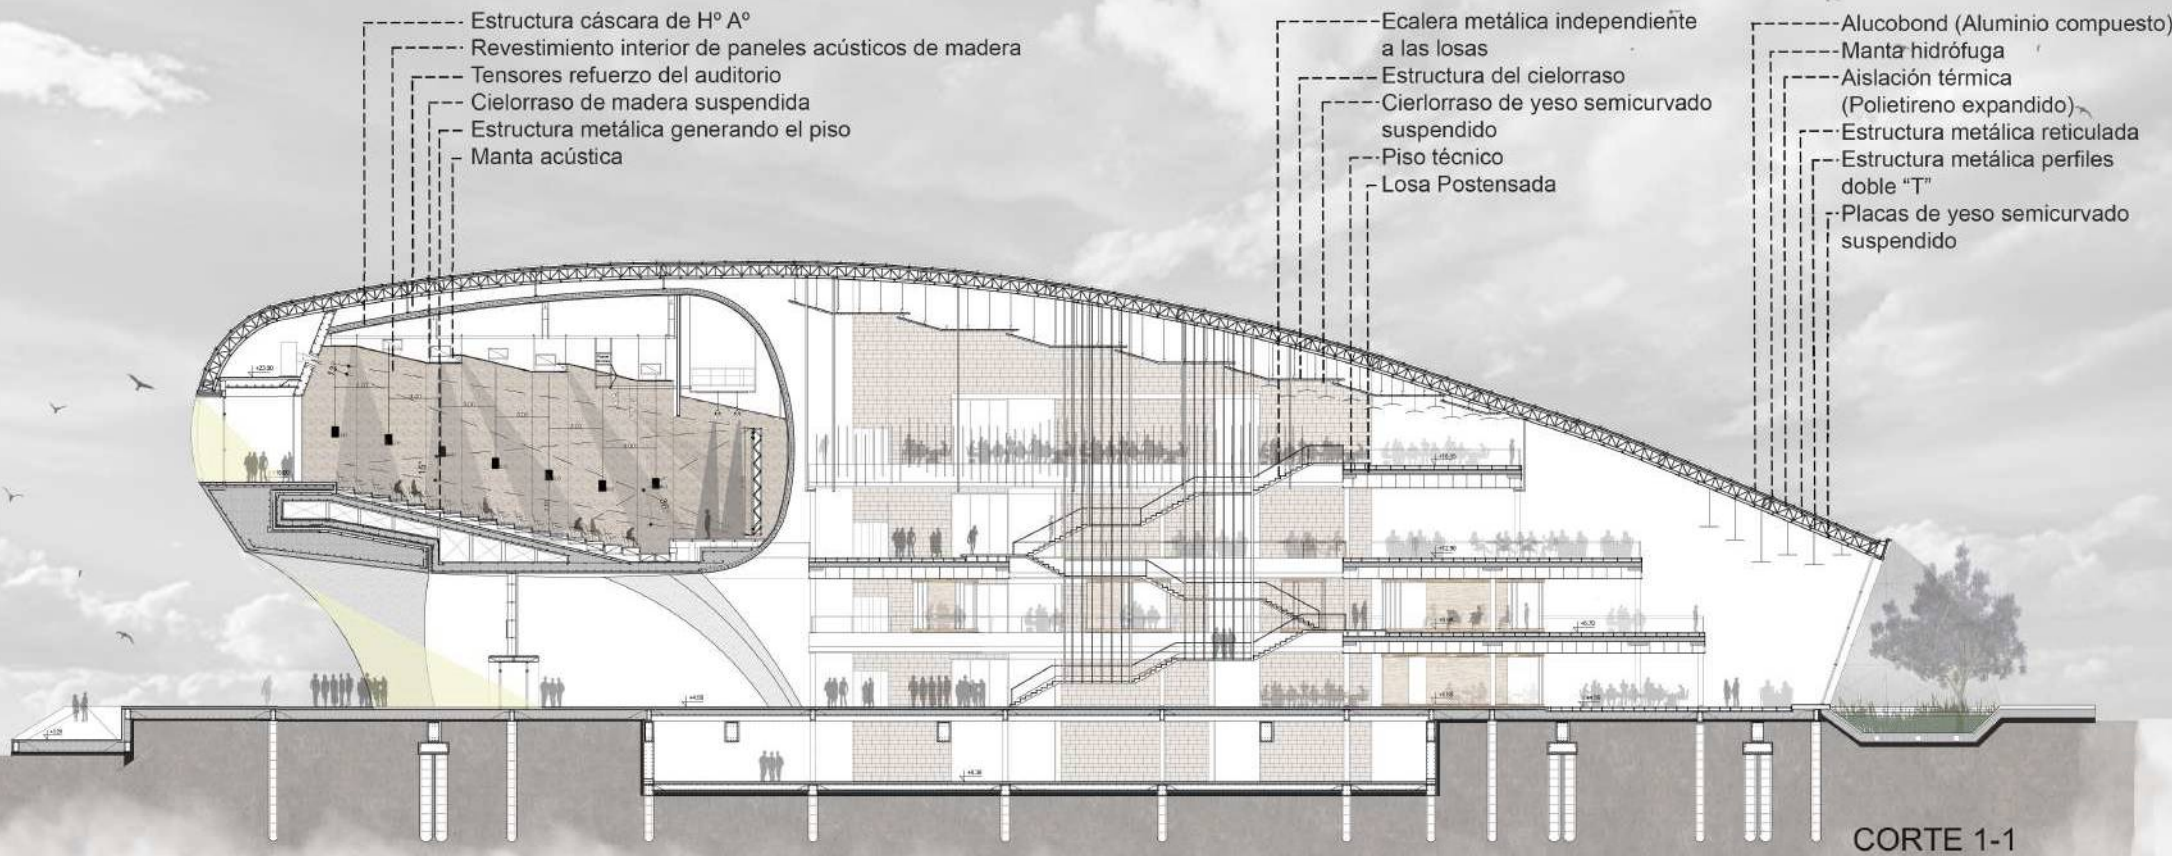 Estructura cáscara de Hº Aº
Revestimiento interior de paneles acústicos de madera
Tensores refuerzo del auditorio
Cielorraso de madera suspendida
Estructura metálica generando el piso
Manta acústica
Ecalera metálica independiente
a las losas
Estructura del cielorraso
Cierlorraso de yeso semicurvado
suspendido
Piso técnico
Losa Postensada
Alucobond (Aluminio compuesto)
Manta hidrófuga
Aislación térmica
(Polietireno expandido)
Estructura metálica reticulada
Estructura metálica perfiles
doble “T”
Placas de yeso semicurvado
suspendido
CORTE 1-1